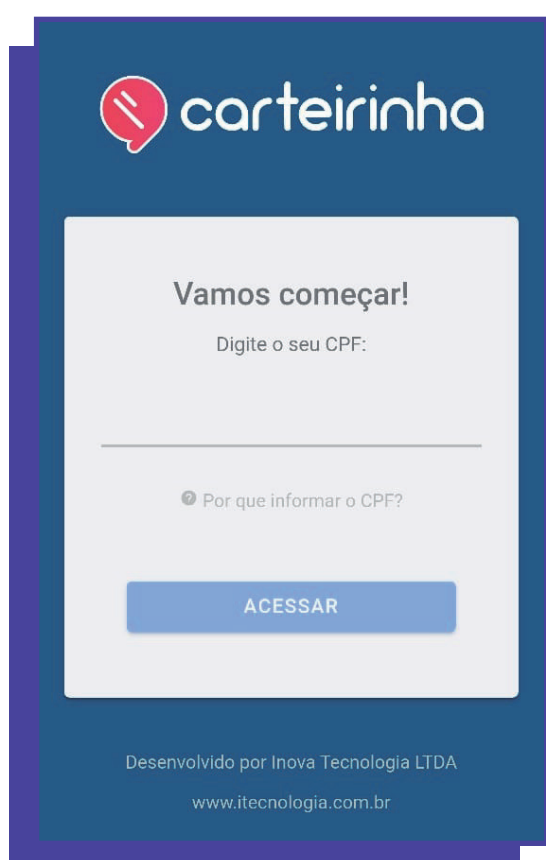 carteirinha
Vamos começar!
Digite o seu CPF:
Por que informar o CPF?
ACESSAR
Desenvolvido por Inova Tecnologia LTDA
www.itecnologia.com.br